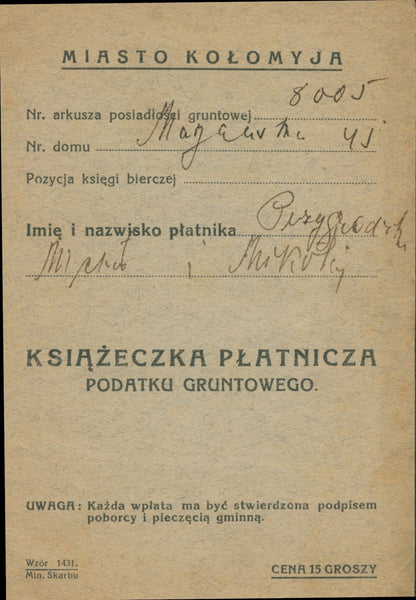 MIASTO KOŁOMYJA
Nr. arkusza posiadłości gruntowej 8005
Nr. domu 45
Pozycja księgi bierczej
Imię i nazwisko płatnika
i Mikołaj
KSIĄŻECZKA PŁATNICZA
PODATKU GRUNTOWEGO.
UWAGA: Każda wpłata ma być stwierdzona podpisem
poborcy i pieczęcią gminną.
Wzór 1431.
Min. Skarbu
CENA 15 GROSZY